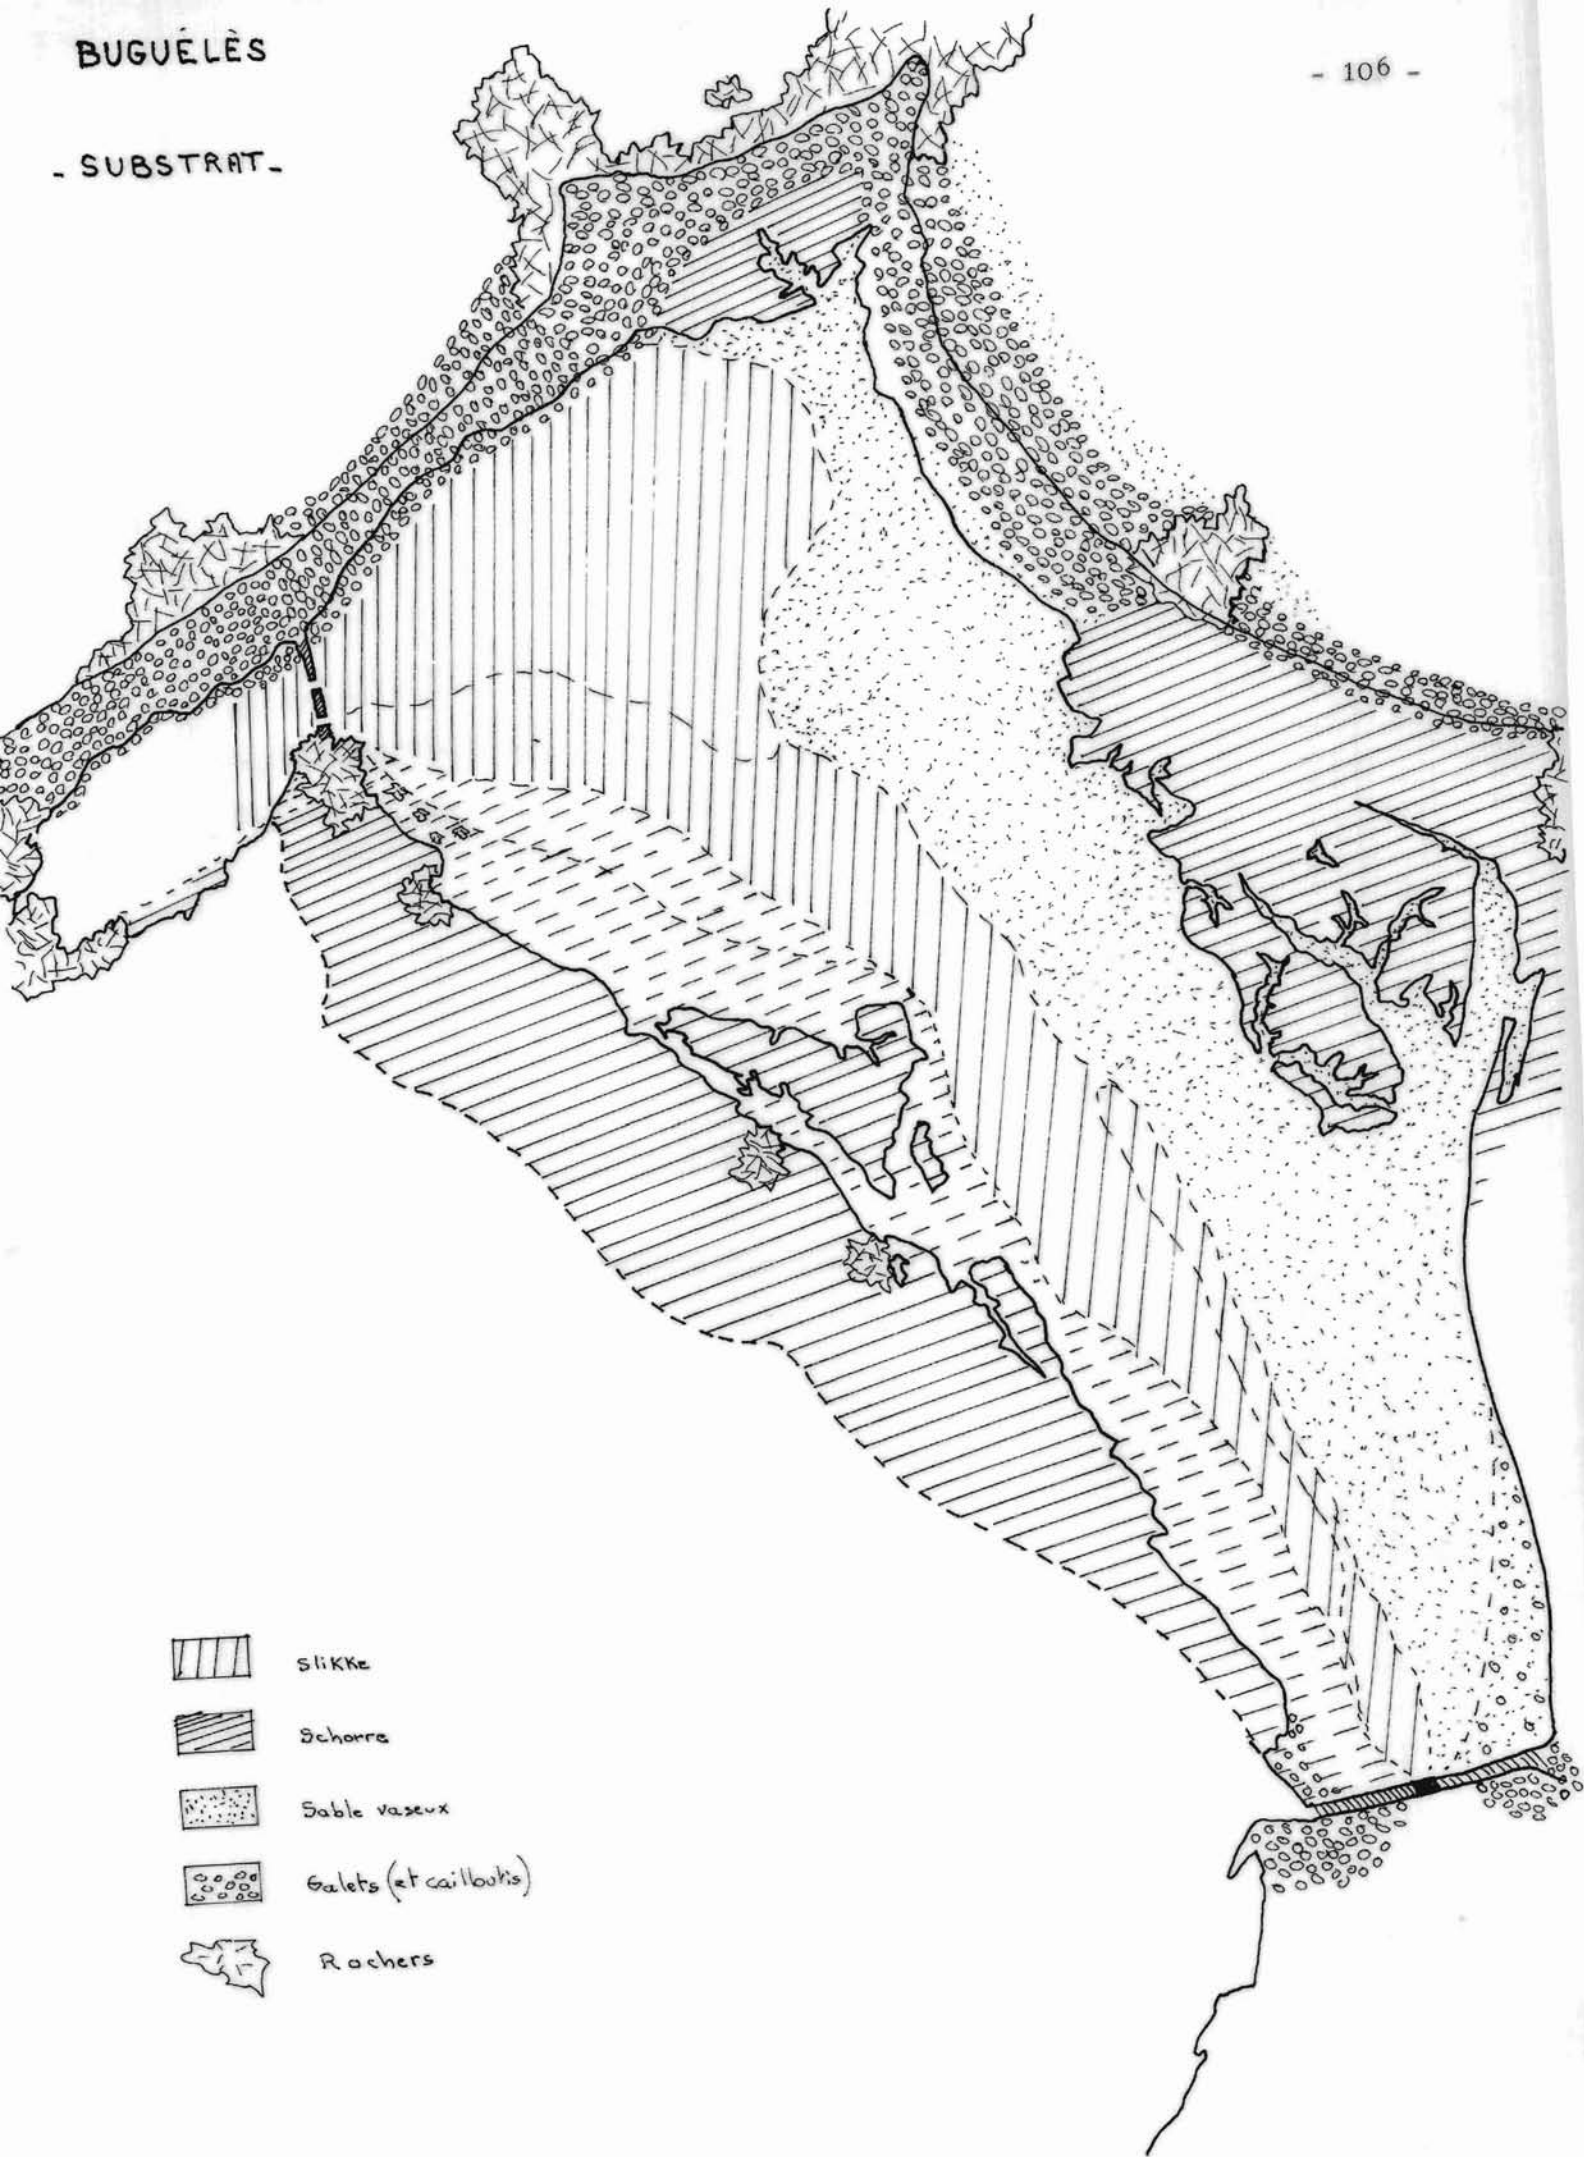 BUGUÉLÈS
- 106 -
- SUBSTRAT -
Slikke
Schorre
Sable vaseux
Galets (et cailloutis)
Rochers